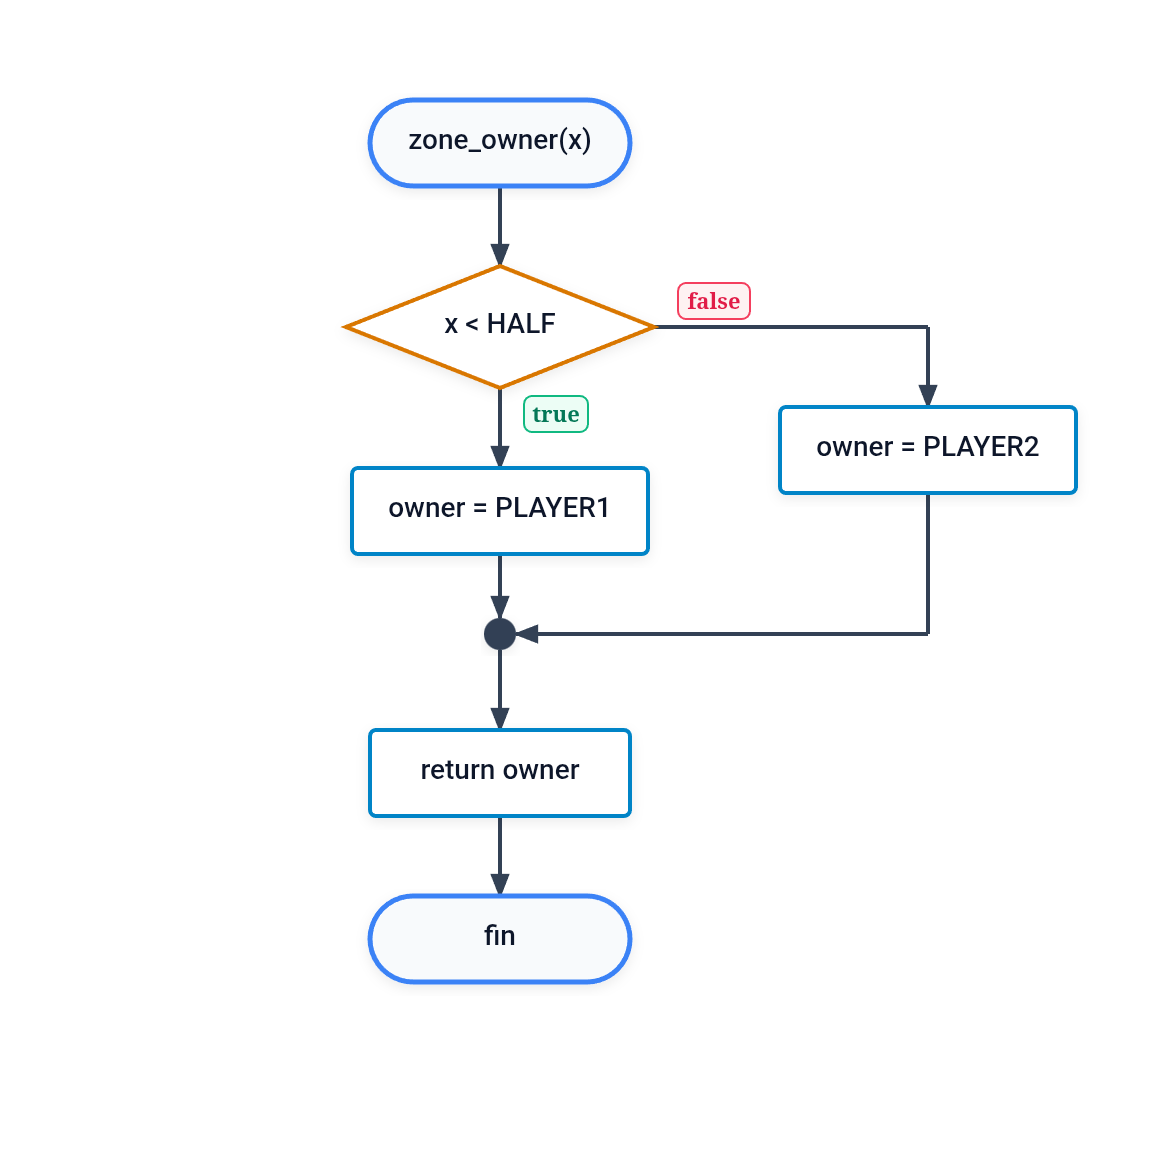 zone_owner(x)
x < HALF
false
true
owner = PLAYER2
owner = PLAYER1
return owner
fin